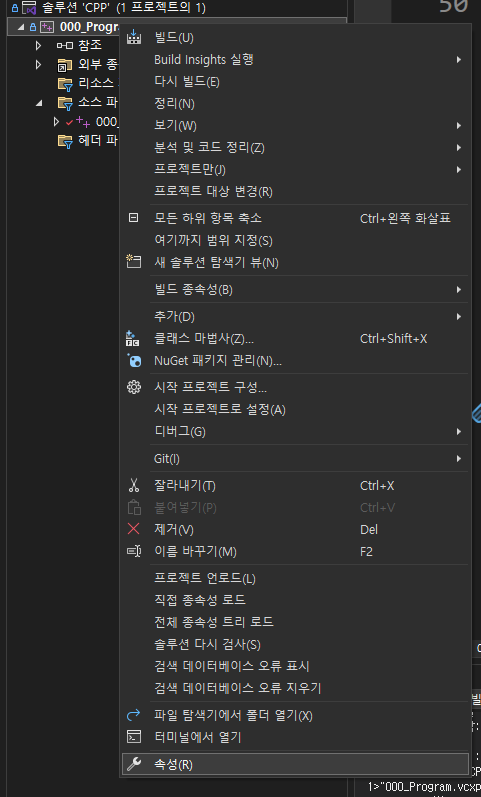 50
솔루션 'CPP' (1 프로젝트의 1)
000_Progra
참조
외부 종
리소스
소스 파
000_
헤더 파
빌드(U)
Build Insights 실행
다시 빌드(E)
정리(N)
보기(W)
분석 및 코드 정리(Z)
프로젝트만(J)
프로젝트 대상 변경(R)
모든 하위 항목 축소 Ctrl+왼쪽 화살표
여기까지 범위 지정(S)
새 솔루션 탐색기 뷰(N)
빌드 종속성(B)
추가(D)
클래스 마법사(Z)... Ctrl+Shift+X
NuGet 패키지 관리(N)...
시작 프로젝트 구성...
시작 프로젝트로 설정(A)
디버그(G)
Git(I)
잘라내기(T) Ctrl+X
붙여넣기(P) Ctrl+V
제거(V) Del
이름 바꾸기(M) F2
프로젝트 언로드(L)
직접 종속성 로드
전체 종속성 트리 로드
솔루션 다시 검사(S)
검색 데이터베이스 오류 표시
검색 데이터베이스 오류 지우기
파일 탐색기에서 폴더 열기(X)
터미널에서 열기
속성(R)
1>"000_Program.vcxp